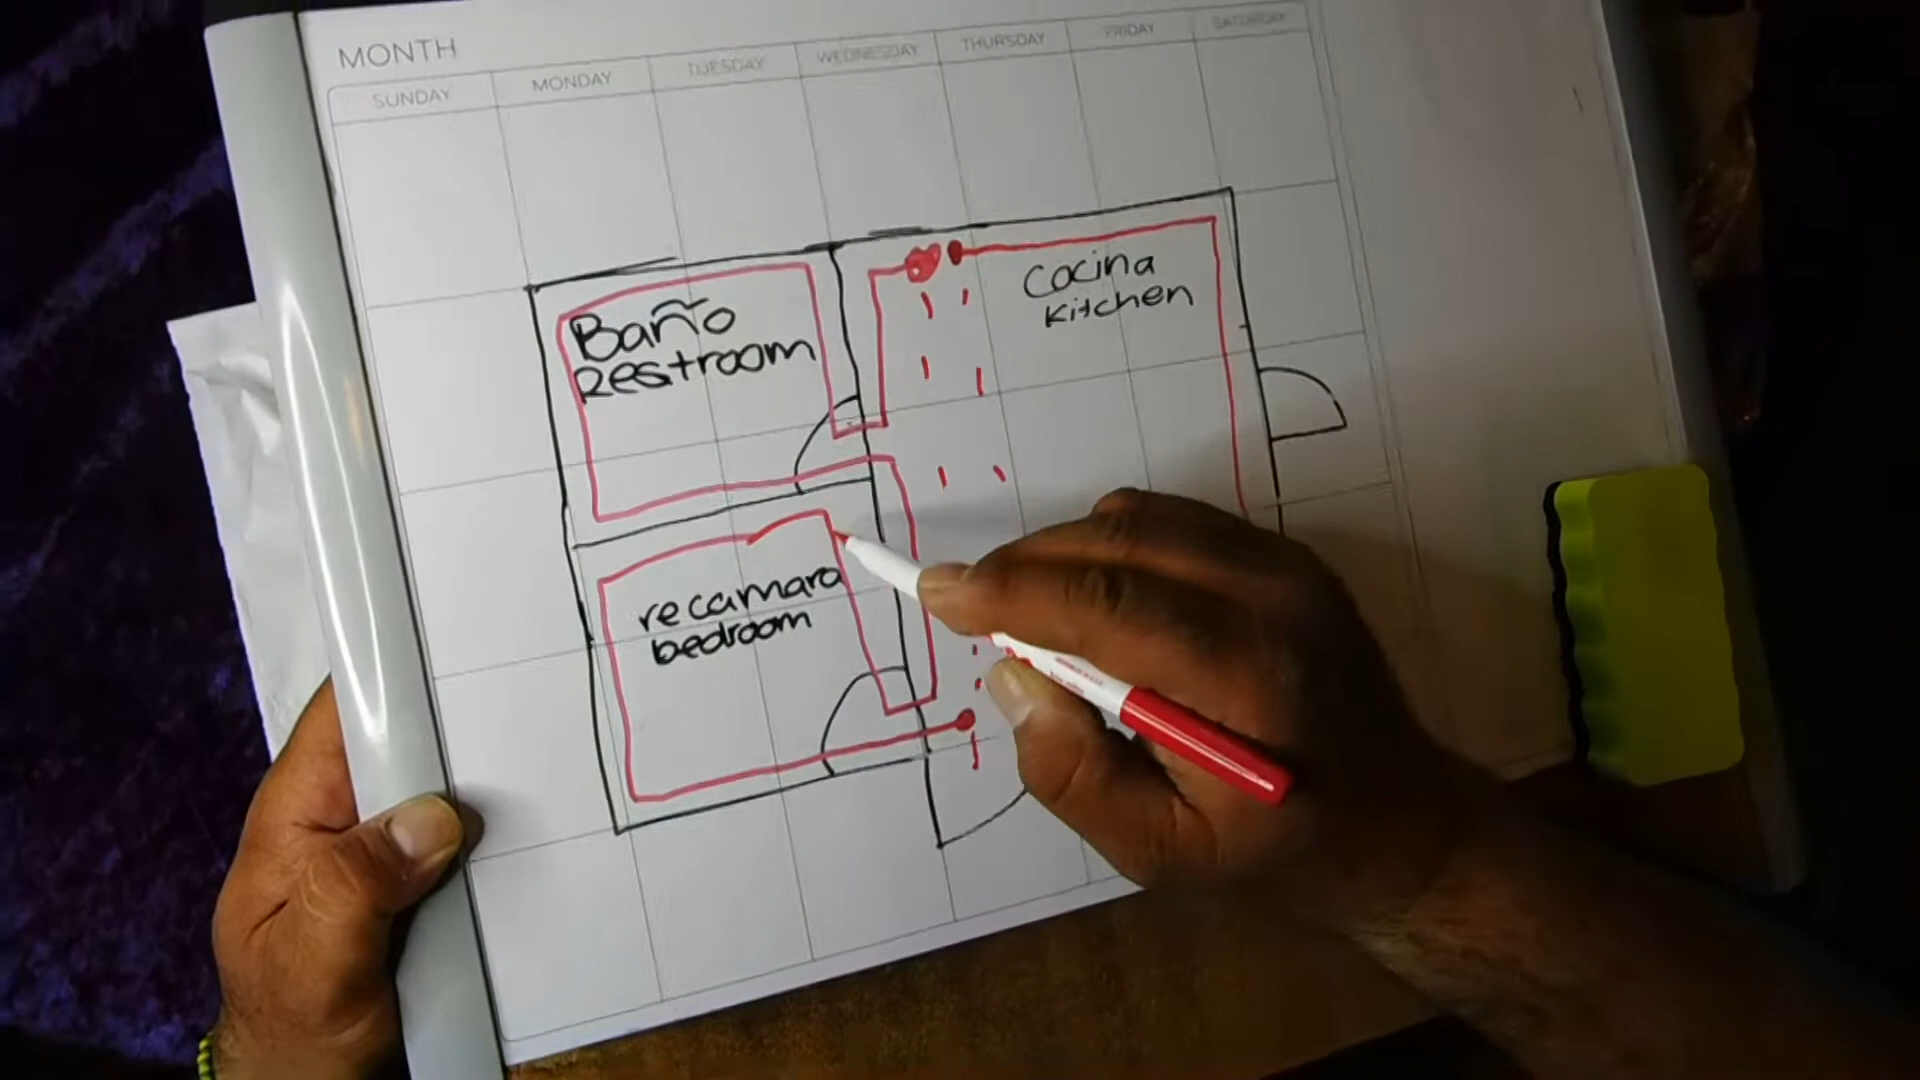 MONTH
SUNDAY MONDAY TUESDAY WEDNESDAY THURSDAY FRIDAY SATURDAY
Baño
Restroom
Cocina
Kitchen
recamara
bedroom